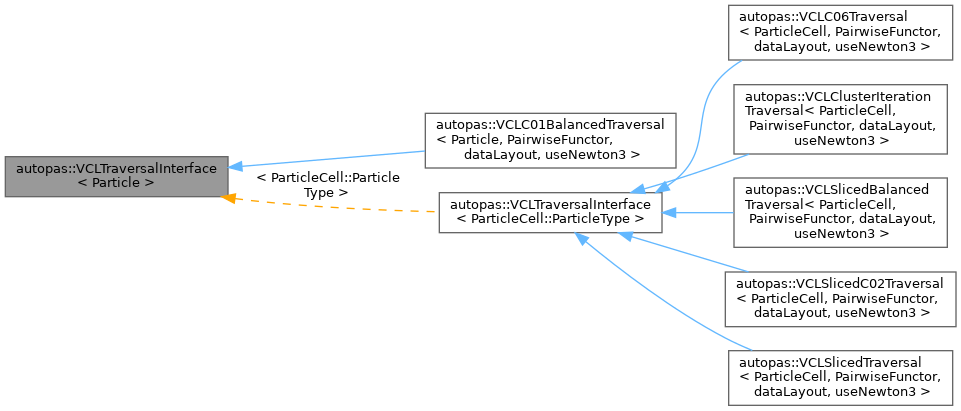 autopas::VCLTraversalInterface
< Particle >
< ParticleCell::Particle
Type >
autopas::VCLC01BalancedTraversal
< Particle, PairwiseFunctor,
dataLayout, useNewton3 >
autopas::VCLTraversalInterface
< ParticleCell::ParticleType >
autopas::VCLC06Traversal
< ParticleCell, PairwiseFunctor,
dataLayout, useNewton3 >
autopas::VCLClusterIteration
Traversal< ParticleCell,
PairwiseFunctor, dataLayout,
useNewton3 >
autopas::VCLSlicedBalanced
Traversal< ParticleCell,
PairwiseFunctor, dataLayout,
useNewton3 >
autopas::VCLSlicedC02Traversal
< ParticleCell, PairwiseFunctor,
dataLayout, useNewton3 >
autopas::VCLSlicedTraversal
< ParticleCell, PairwiseFunctor,
dataLayout, useNewton3 >